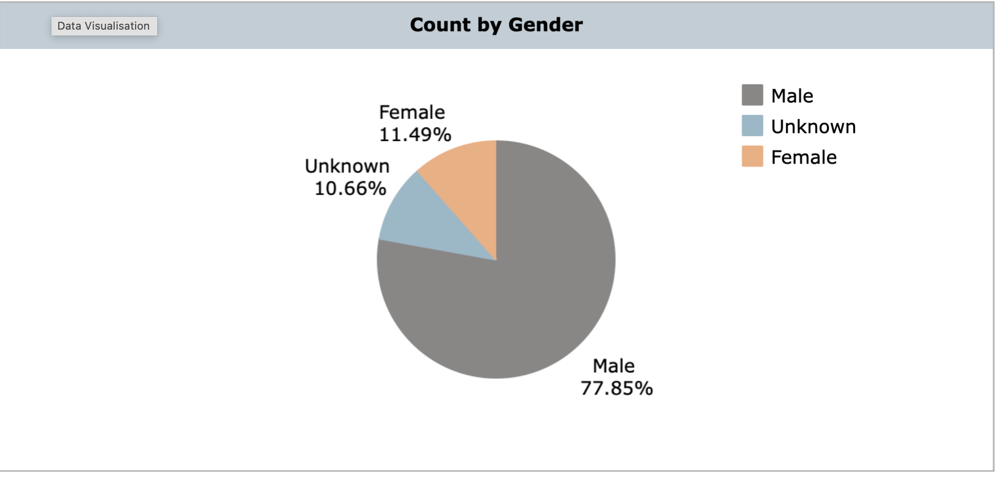 Data Visualisation
Count by Gender
Male
Unknown
Female
Female
11.49%
Unknown
10.66%
Male
77.85%